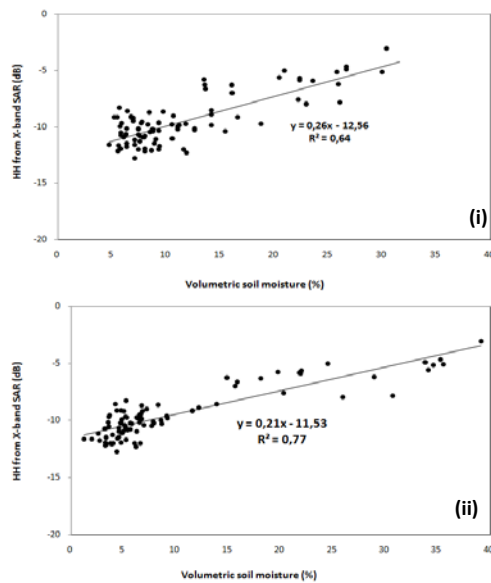 0
-5
-10
-15
-20
HH from X-band SAR (dB)
y = 0,26x - 12,56
R² = 0,64
(i)
0 5 10 15 20 25 30 35 40
Volumetric soil moisture (%)
0
-5
-10
-15
-20
HH from X-band SAR (dB)
y = 0,21x - 11,53
R² = 0,77
(ii)
0 5 10 15 20 25 30 35 40
Volumetric soil moisture (%)